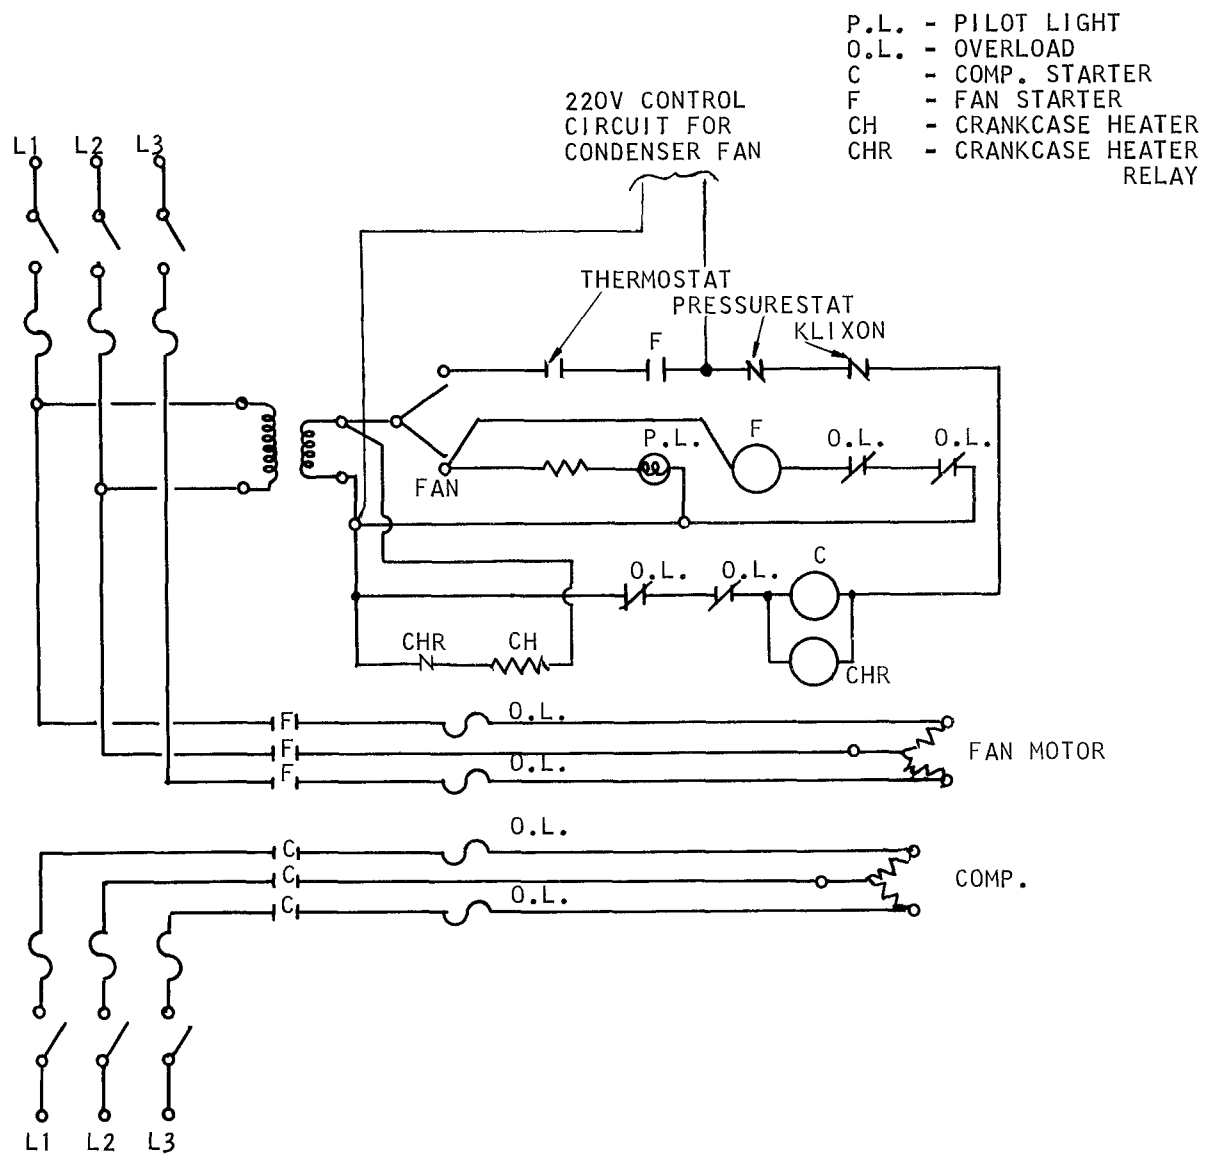 P.L. - PILOT LIGHT
O.L. - OVERLOAD
C - COMP. STARTER
F - FAN STARTER
CH - CRANKCASE HEATER
CHR - CRANKCASE HEATER
RELAY
220V CONTROL
CIRCUIT FOR
CONDENSER FAN
L1 L2 L3
THERMOSTAT
PRESSURESTAT
KLIXON
F
P.L. F O.L. O.L.
FAN
C
O.L. O.L.
CHR CH
CHR
O.L.
F
F
FAN MOTOR
O.L.
F
O.L.
C
C
COMP.
O.L.
C
L1 L2 L3